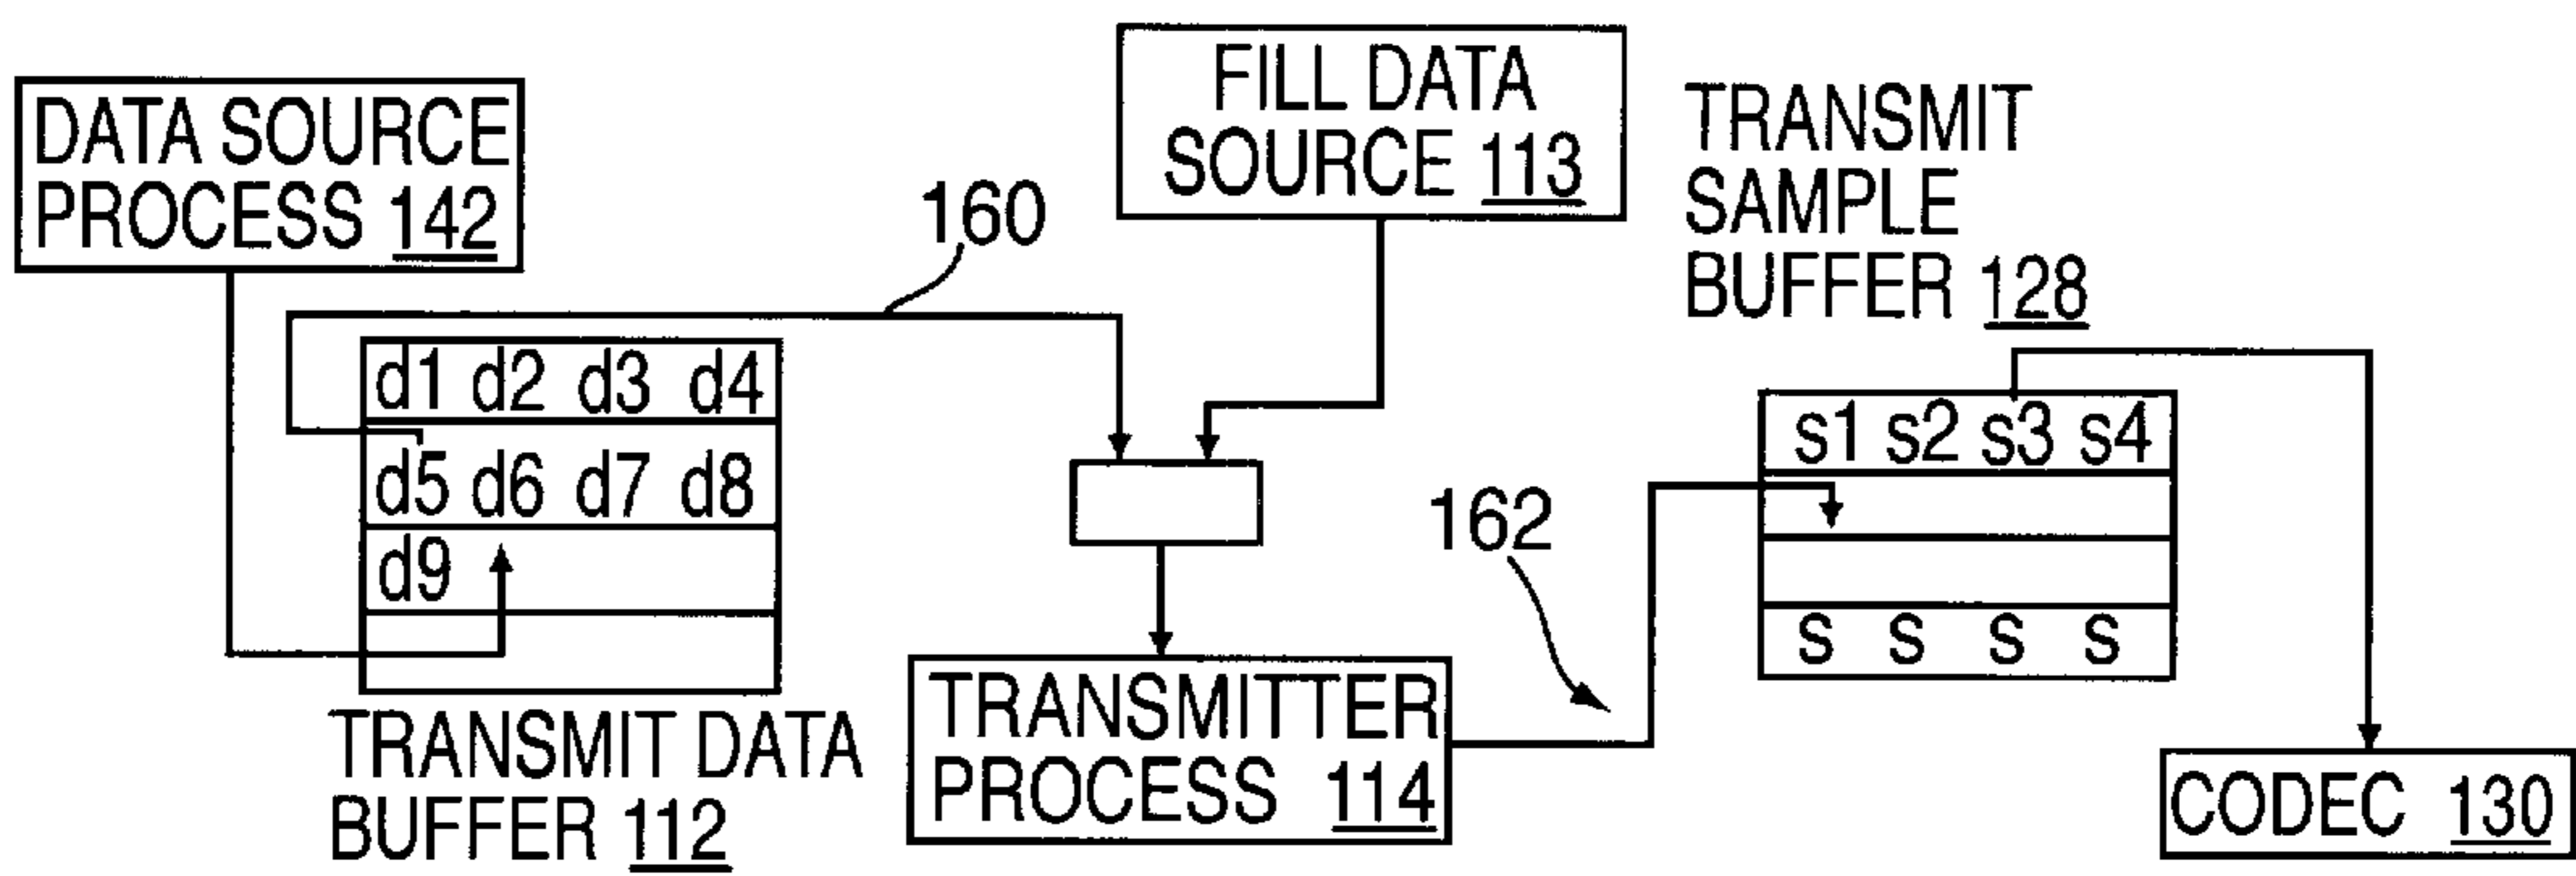 DATA SOURCE
PROCESS 142
FILL DATA
SOURCE 113
TRANSMIT
SAMPLE
BUFFER 128
160
d1 d2 d3 d4
d5 d6 d7 d8
d9
TRANSMIT DATA
BUFFER 112
TRANSMITTER
PROCESS 114
162
s1 s2 s3 s4
s s s s
CODEC 130